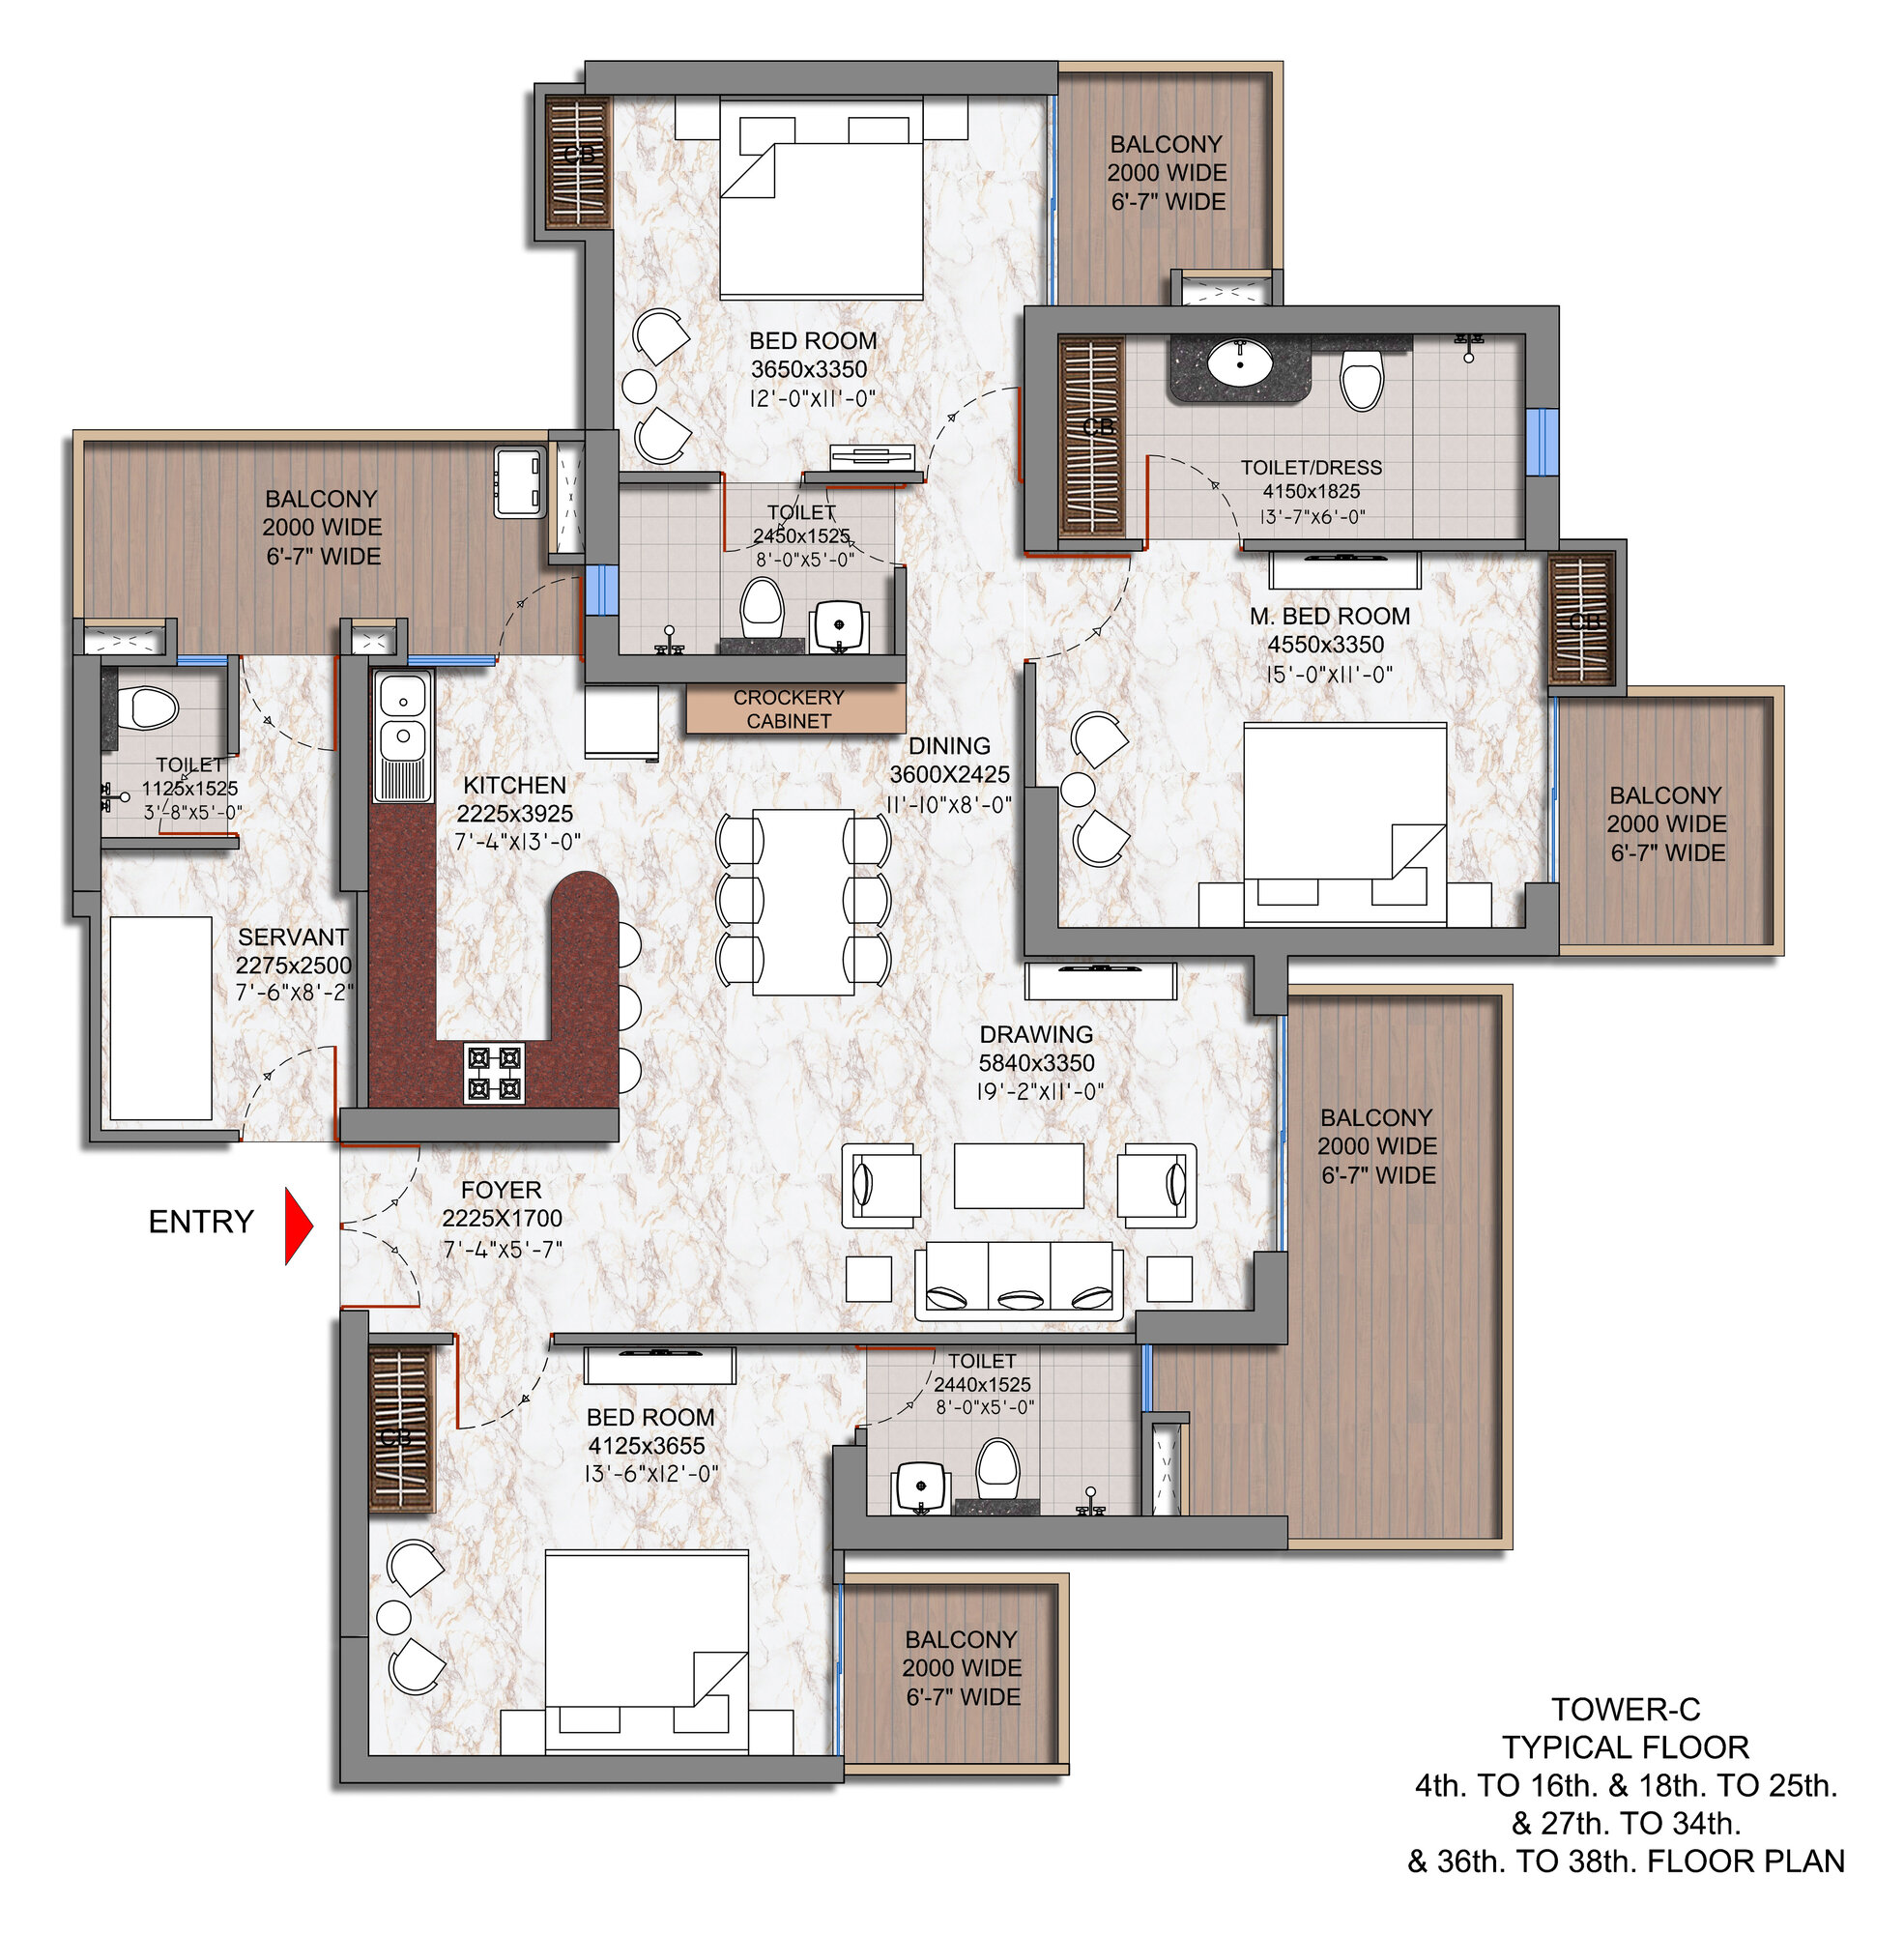 BALCONY
2000 WIDE
6'-7" WIDE
CB
BED ROOM
3650x3350
12'-0"X11'-0"
CB
TOILET/DRESS
4150x1825
13'-7"x6'-0"
BALCONY
2000 WIDE
6'-7" WIDE
TOILET
2450x1525
8'-0"X5'-0"
M. BED ROOM
4550x3350
15'-0"X11'-0"
CB
CROCKERY
CABINET
DINING
3600X2425
11'-10"X8'-0"
TOILET
1125x1525
3'-8"X5'-0"
KITCHEN
2225x3925
7'-4"X13'-0"
BALCONY
2000 WIDE
6'-7" WIDE
SERVANT
2275x2500
7'-6"X8'-2"
DRAWING
5840x3350
19'-2"X11'-0"
BALCONY
2000 WIDE
6'-7" WIDE
ENTRY
FOYER
2225X1700
7'-4"X5'-7"
TOILET
2440x1525
8'-0"X5'-0"
CB
BED ROOM
4125x3655
13'-6"X12'-0"
BALCONY
2000 WIDE
6'-7" WIDE
TOWER-C
TYPICAL FLOOR
4th. TO 16th. & 18th. TO 25th.
& 27th. TO 34th.
& 36th. TO 38th. FLOOR PLAN